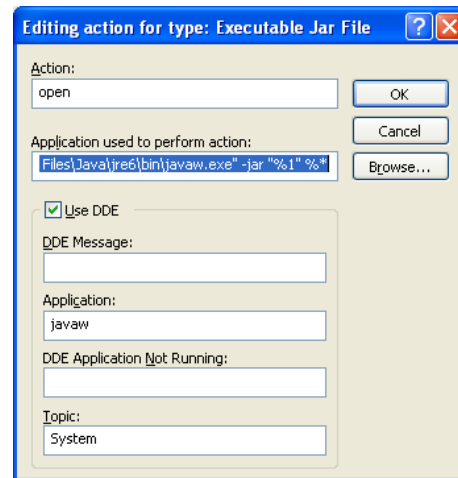 Editing action for type: Executable Jar File
Action:
open
OK
Cancel
Application used to perform action:
Files\Java\jre6\bin\javaw.exe" -jar "%1" %*
Browse...
Use DDE
DDE Message:
Application:
javaw
DDE Application Not Running:
Topic:
System